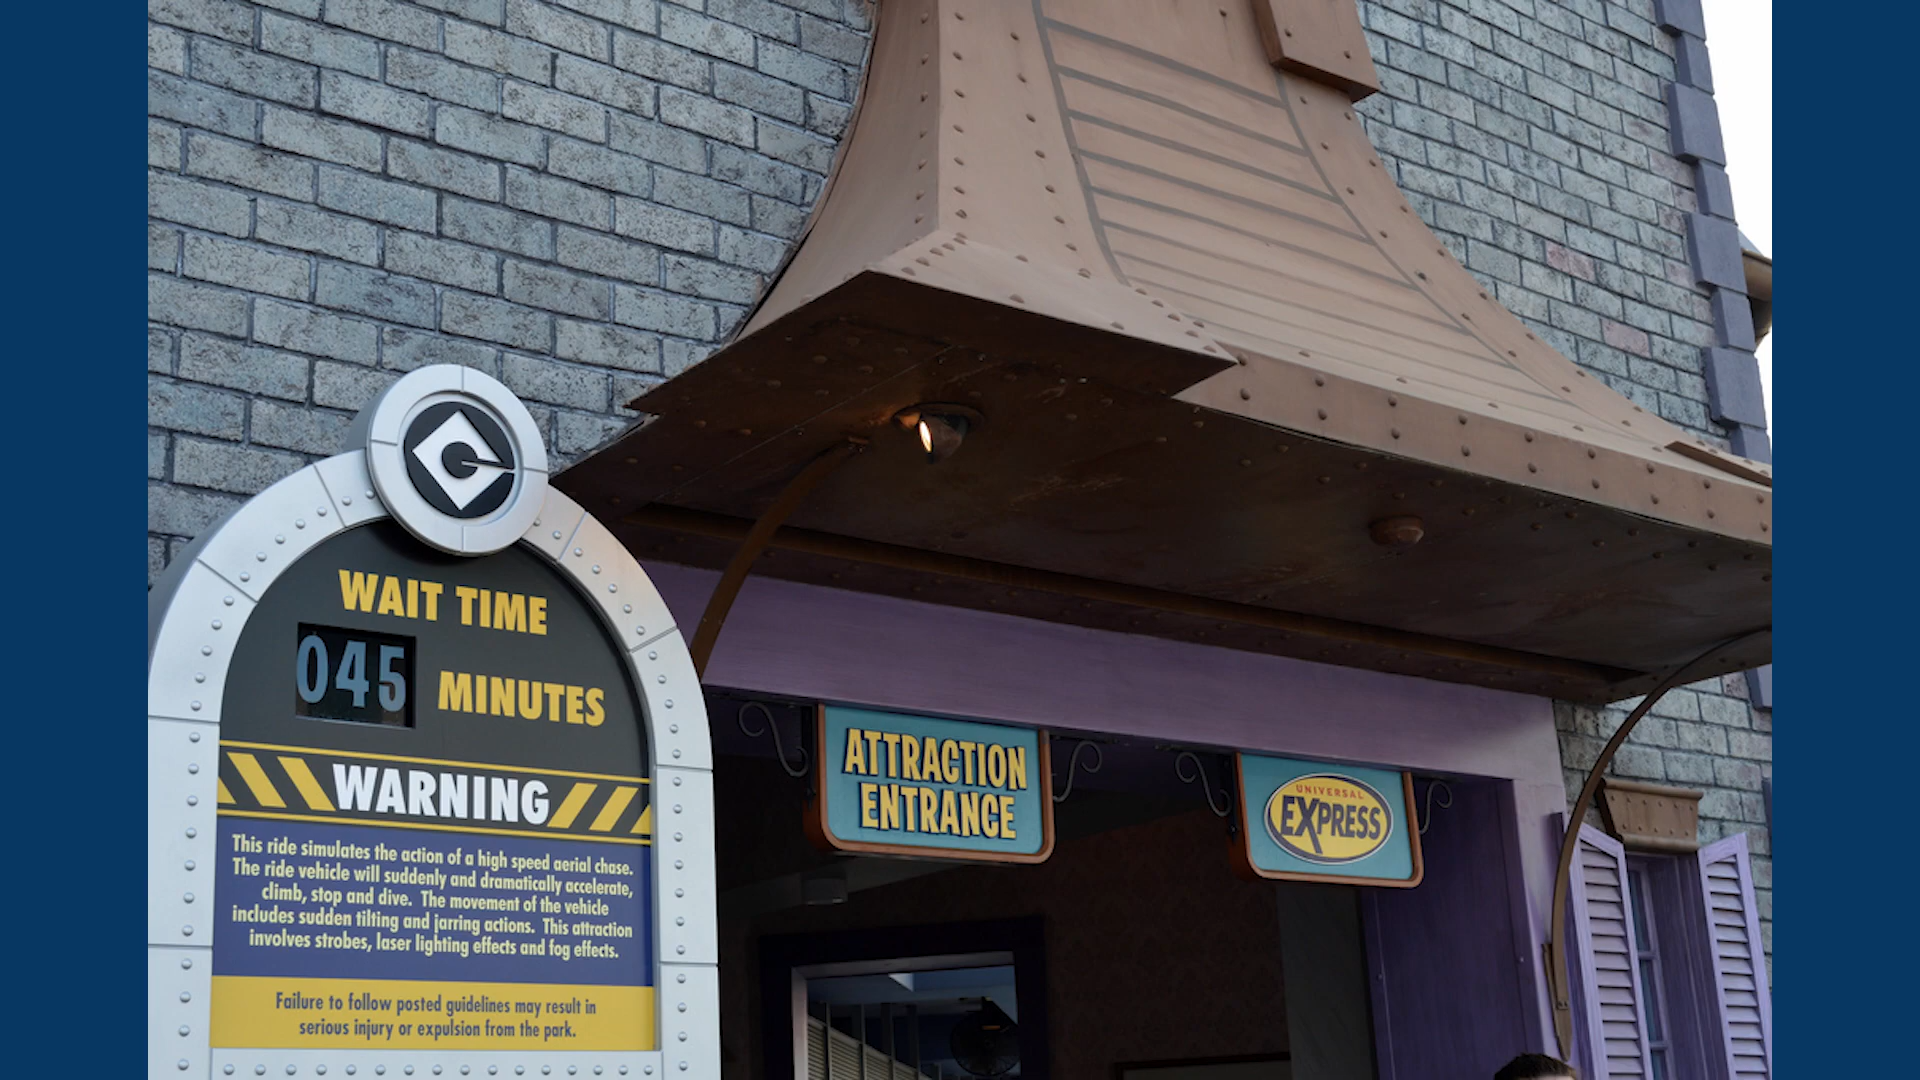 WAIT TIME
045 MINUTES
WARNING
This ride simulates the action of a high speed aerial chase.
The ride vehicle will suddenly and dramatically accelerate,
climb, stop and dive. The movement of the vehicle
includes sudden tilting and jarring actions. This attraction
involves strobes, laser lighting effects and fog effects.
Failure to follow posted guidelines may result in
serious injury or expulsion from the park.
ATTRACTION
ENTRANCE
UNIVERSAL
EXPRESS